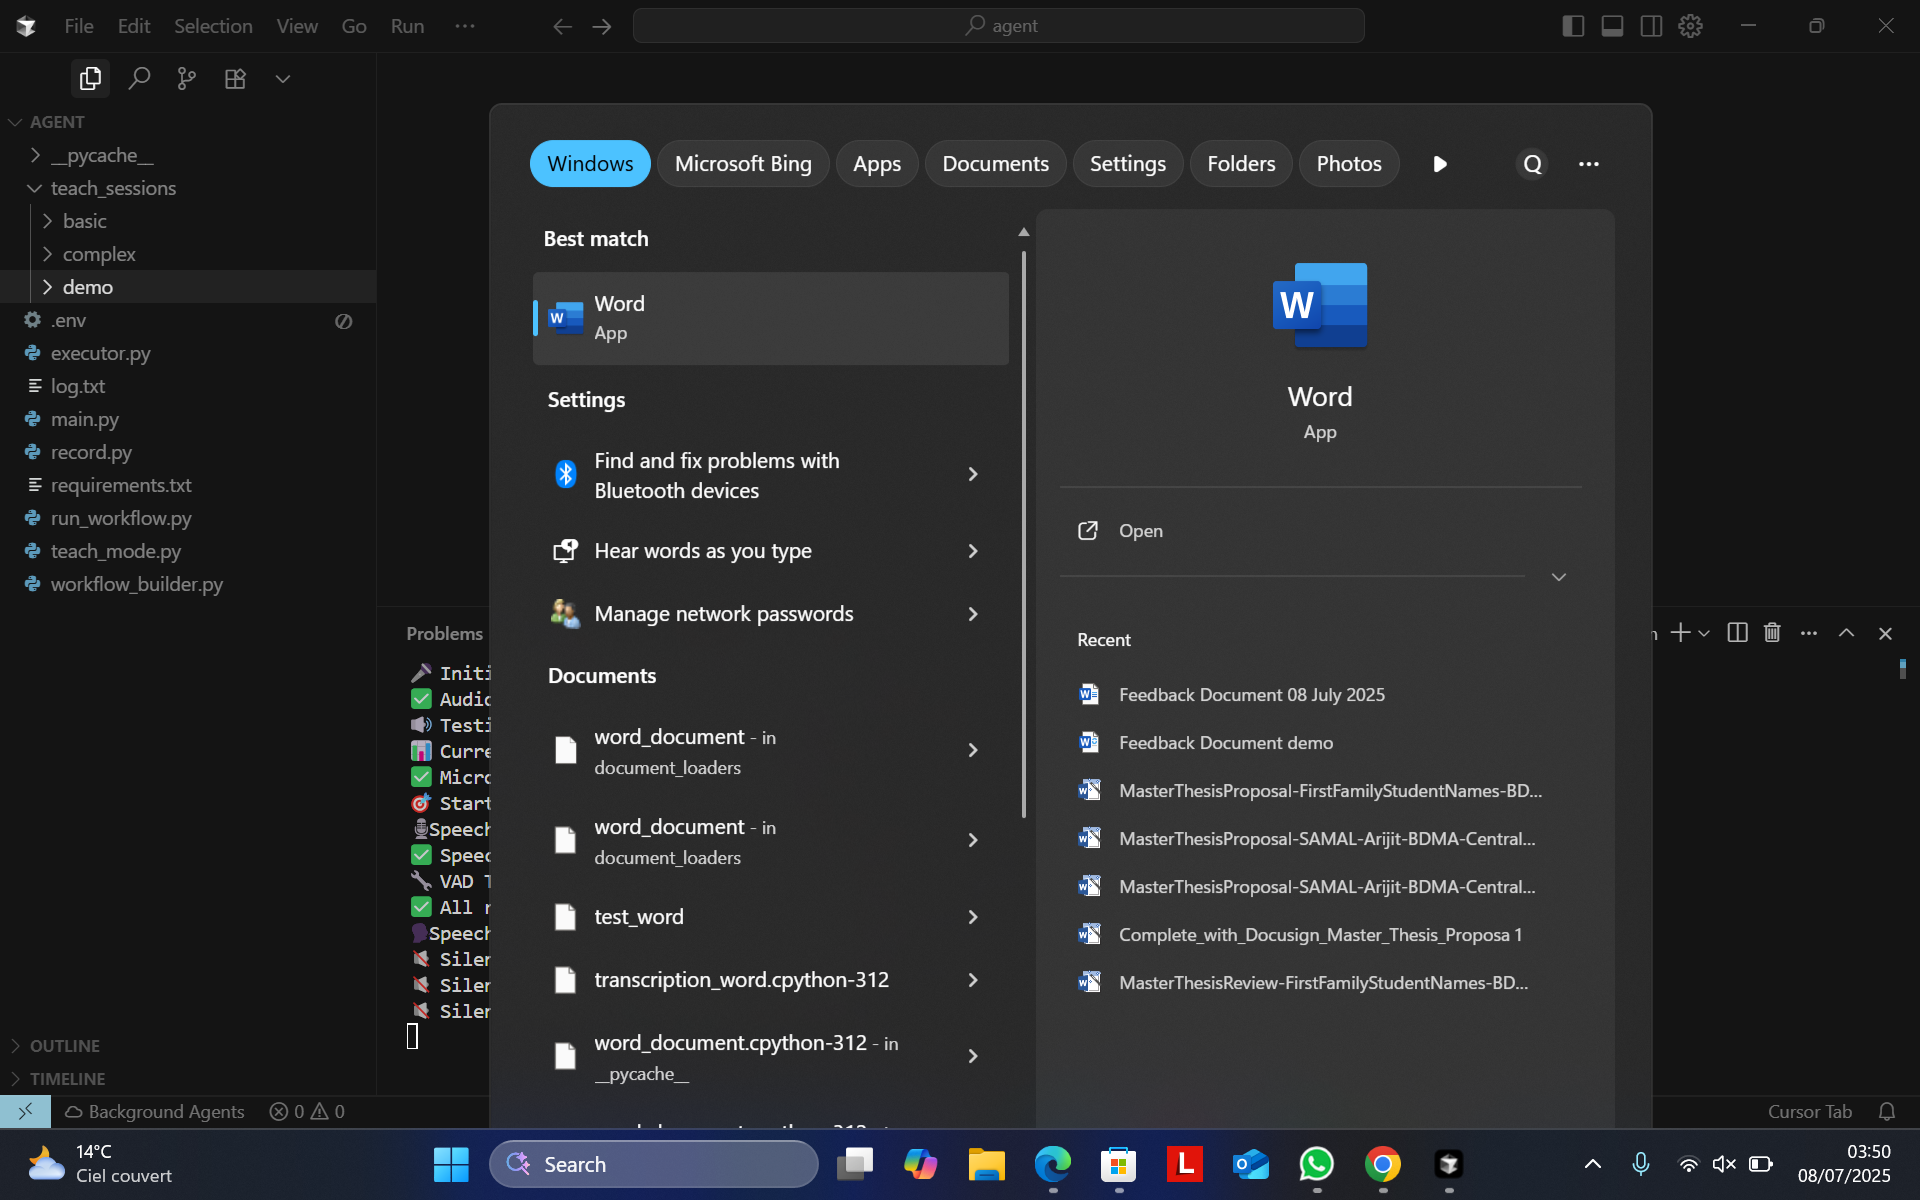 File Edit Selection View Go Run
agent
AGENT
__pycache__
teach_sessions
basic
complex
demo
.env
executor.py
log.txt
main.py
record.py
requirements.txt
run_workflow.py
teach_mode.py
workflow_builder.py
OUTLINE
TIMELINE
Problems
Initi
Audio
Testi
Curre
Micro
Start
Speech
Speec
VAD T
All r
Speech
Silen
Silen
Silen
Windows Microsoft Bing Apps Documents Settings Folders Photos Q
Best match
Word
App
Settings
Find and fix problems with
Bluetooth devices
Hear words as you type
Manage network passwords
Documents
word_document - in
document_loaders
word_document - in
document_loaders
test_word
transcription_word.cpython-312
word_document.cpython-312 - in
__pycache__
W
Word
App
Open
Recent
Feedback Document 08 July 2025
Feedback Document demo
MasterThesisProposal-FirstFamilyStudentNames-BD...
MasterThesisProposal-SAMAL-Arijit-BDMA-Central...
MasterThesisProposal-SAMAL-Arijit-BDMA-Central...
Complete_with_Docusign_Master_Thesis_Proposa 1
MasterThesisReview-FirstFamilyStudentNames-BD...
Background Agents 0 0
Cursor Tab
14°C
Ciel couvert
Search
L
03:50
08/07/2025